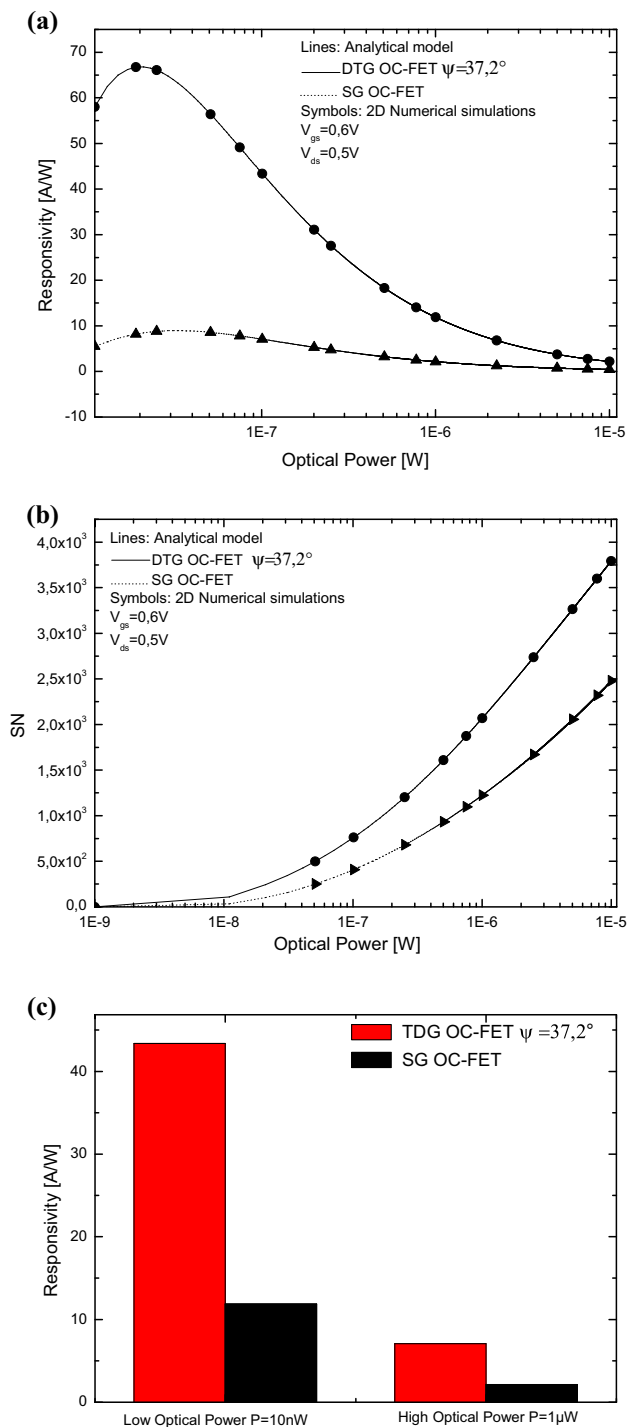 (a)
70
60
50
40
30
20
10
0
-10
Responsivity [A/W]
Lines: Analytical model
DTG OC-FET ψ=37,2°
SG OC-FET
Symbols: 2D Numerical simulations
Vgs=0,6V
Vds=0,5V
1E-7
1E-6
1E-5
Optical Power [W]
(b)
4,0x10³
3,5x10³
3,0x10³
2,5x10³
2,0x10³
1,5x10³
1,0x10³
5,0x10²
0,0
SN
Lines: Analytical model
DTG OC-FET ψ=37,2°
SG OC-FET
Symbols: 2D Numerical simulations
Vgs=0,6V
Vds=0,5V
1E-9
1E-8
1E-7
1E-6
1E-5
Optical Power [W]
(c)
40
30
20
10
0
Responsivity [A/W]
TDG OC-FET ψ =37,2°
SG OC-FET
Low Optical Power P=10nW
High Optical Power P=1µW